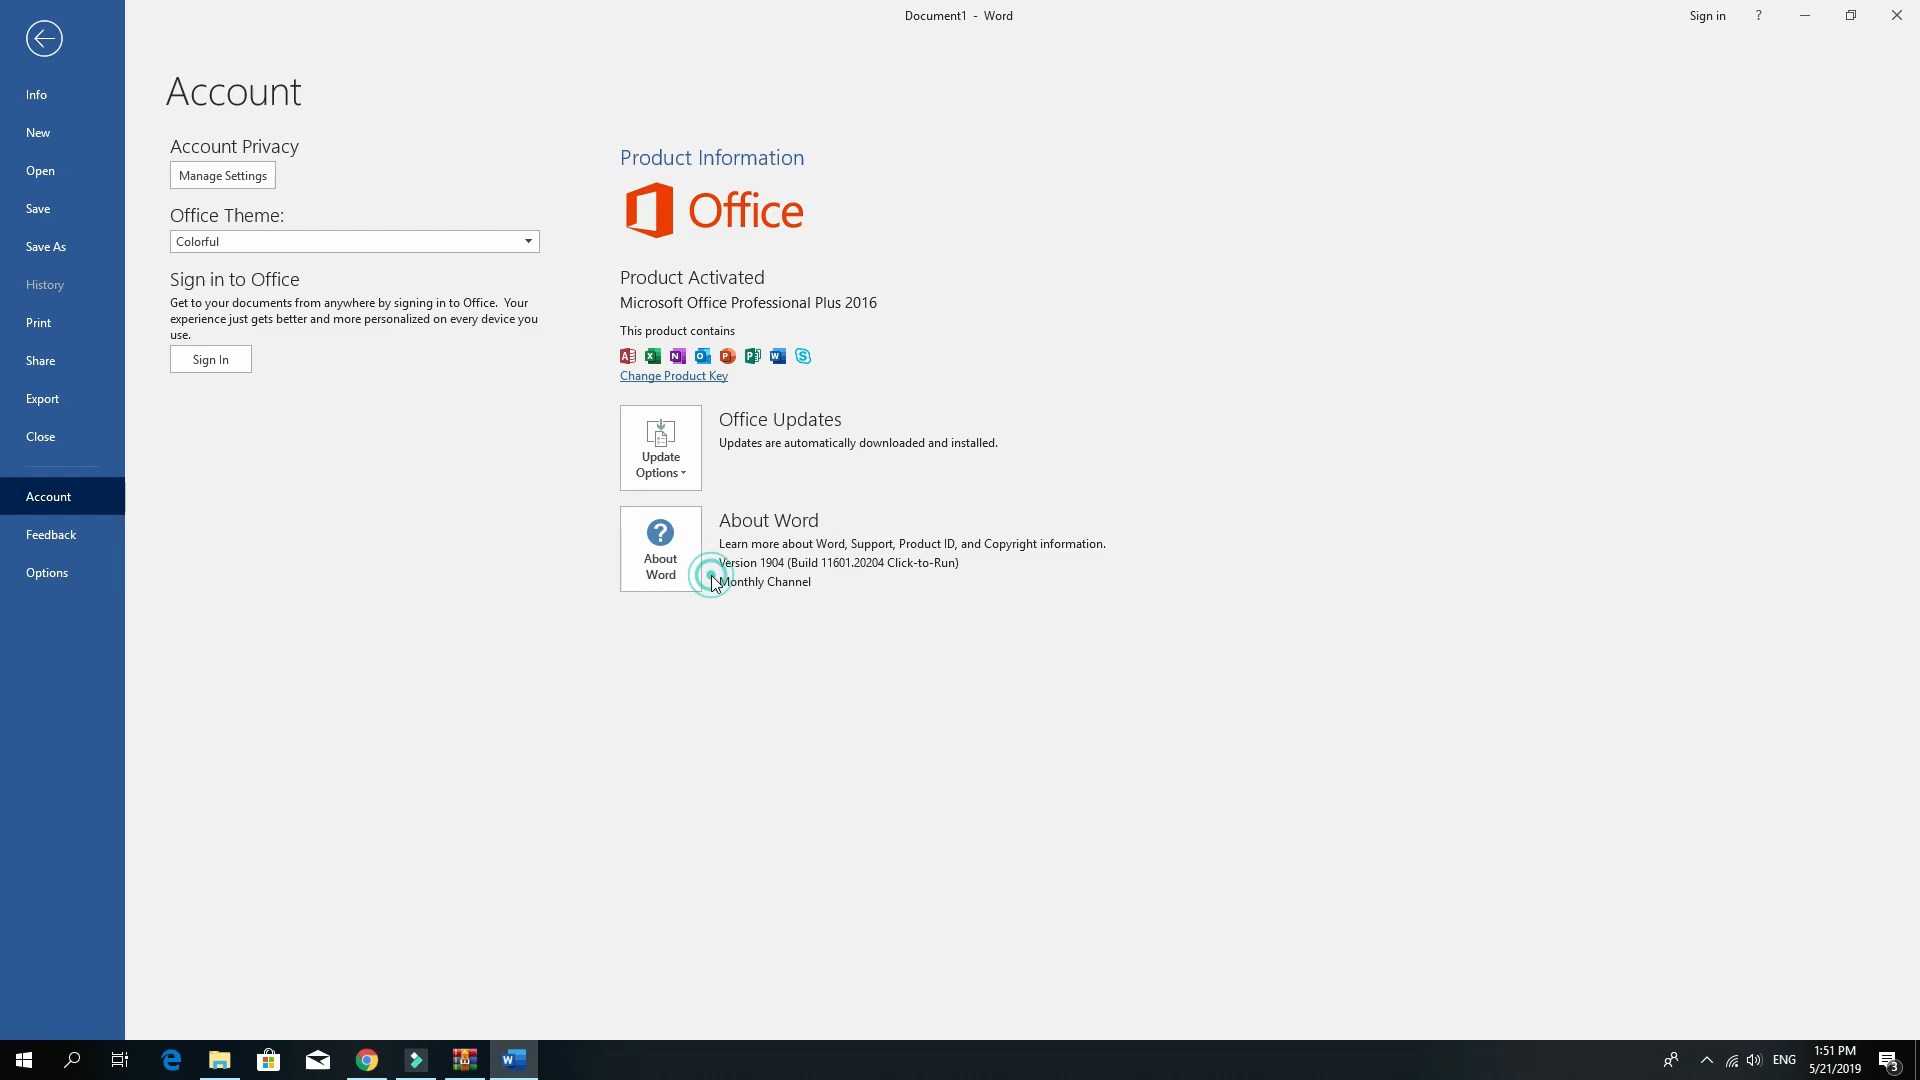 Document1 - Word
Sign in
?
Info
New
Open
Save
Save As
History
Print
Share
Export
Close
Account
Feedback
Options
Account
Account Privacy
Manage Settings
Office Theme:
Colorful
Sign in to Office
Get to your documents from anywhere by signing in to Office. Your
experience just gets better and more personalized on every device you
use.
Sign In
Product Information
Office
Product Activated
Microsoft Office Professional Plus 2016
This product contains
Change Product Key
Update
Options
Office Updates
Updates are automatically downloaded and installed.
?
About
Word
About Word
Learn more about Word, Support, Product ID, and Copyright information.
Version 1904 (Build 11601.20204 Click-to-Run)
Monthly Channel
ENG
1:51 PM
5/21/2019
3